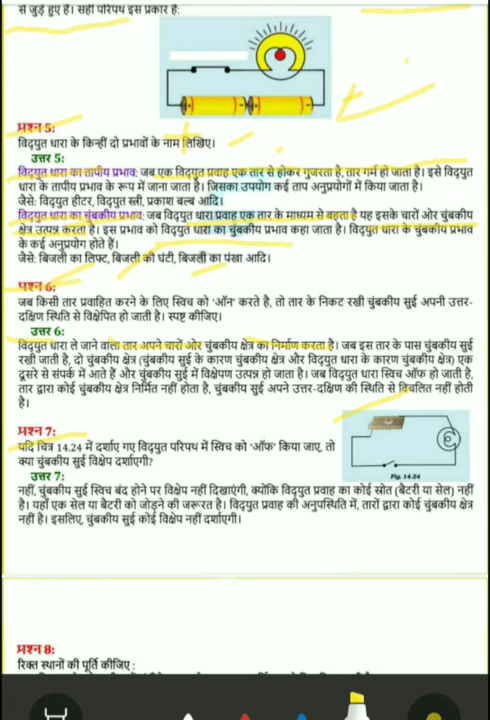 से जुड़े हुए हैं। सही परिपथ इस प्रकार है:
प्रश्न 5:
विद्युत धारा के किन्हीं दो प्रभावों के नाम लिखिए।
उत्तर 5:
विद्युत धारा का तापीय प्रभाव: जब एक विद्युत प्रवाह एक तार से होकर गुजरता है, तार गर्म हो जाता है। इसे विद्युत
धारा के तापीय प्रभाव के रूप में जाना जाता है। जिसका उपयोग कई ताप अनुप्रयोगों में किया जाता है।
जैसे: विद्युत हीटर, विद्युत स्त्री, प्रकाश बल्ब आदि।
विद्युत धारा का चुंबकीय प्रभाव: जब विद्युत धारा प्रवाह एक तार के माध्यम से बहता है यह इसके चारों ओर चुंबकीय
क्षेत्र उत्पन्न करता है। इस प्रभाव को विद्युत धारा का चुंबकीय प्रभाव कहा जाता है। विद्युत धारा के चुंबकीय प्रभाव
के कई अनुप्रयोग होते हैं।
जैसे: बिजली का लिफ्ट, बिजली की घंटी, बिजली का पंखा आदि।
प्रश्न 6:
जब किसी तार प्रवाहित करने के लिए स्विच को 'ऑन' करते है, तो तार के निकट रखी चुंबकीय सुई अपनी उत्तर-
दक्षिण स्थिति से विक्षेपित हो जाती है। स्पष्ट कीजिए।
उत्तर 6:
विद्युत धारा ले जाने वाला तार अपने चारों ओर चुंबकीय क्षेत्र का निर्माण करता है। जब इस तार के पास चुंबकीय सुई
रखी जाती है, दो चुंबकीय क्षेत्र (चुंबकीय सुई के कारण चुंबकीय क्षेत्र और विद्युत धारा के कारण चुंबकीय क्षेत्र) एक
दूसरे से संपर्क में आते हैं और चुंबकीय सुई में विक्षेपण उत्पन्न हो जाता है। जब विद्युत धारा स्विच ऑफ हो जाती है,
तार द्वारा कोई चुंबकीय क्षेत्र निर्मित नहीं होता है, चुंबकीय सुई अपने उत्तर-दक्षिण की स्थिति से विचलित नहीं होती
है।
प्रश्न 7:
यदि चित्र 14.24 में दर्शाए गए विद्युत परिपथ में स्विच को 'ऑफ' किया जाए, तो
क्या चुंबकीय सुई विक्षेप दर्शाएगी?
Fig. 14.24
उत्तर 7:
नहीं, चुंबकीय सुई स्विच बंद होने पर विक्षेप नहीं दिखाएंगी, क्योंकि विद्युत प्रवाह का कोई स्रोत (बैटरी या सेल) नहीं
है। यहाँ एक सेल या बैटरी को जोड़ने की जरूरत है। विद्युत प्रवाह की अनुपस्थिति में, तारों द्वारा कोई चुंबकीय क्षेत्र
नहीं है। इसलिए, चुंबकीय सुई कोई विक्षेप नहीं दर्शाएगी।
प्रश्न 8:
रिक्त स्थानों की पूर्ति कीजिए :